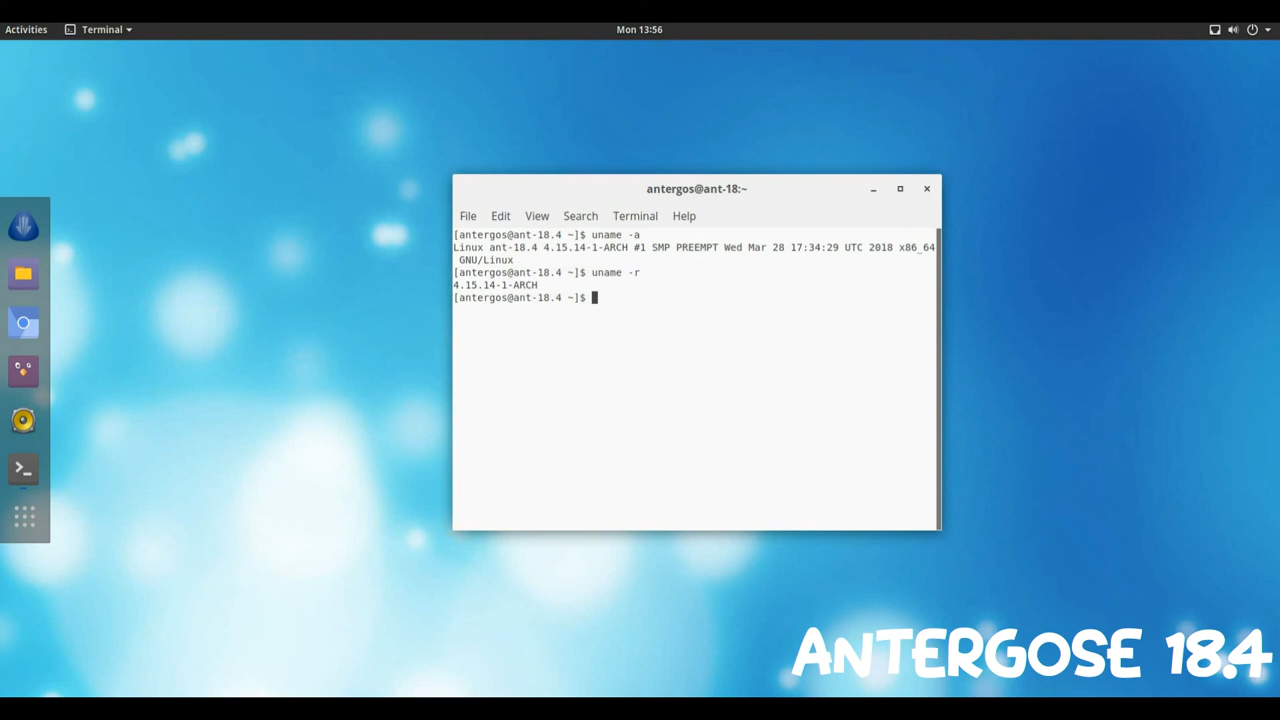 Activities
Terminal
Mon 13:56
antergos@ant-18:~
File Edit View Search Terminal Help
[antergos@ant-18.4 ~]$ uname -a
Linux ant-18.4 4.15.14-1-ARCH #1 SMP PREEMPT Wed Mar 28 17:34:29 UTC 2018 x86_64
GNU/Linux
[antergos@ant-18.4 ~]$ uname -r
4.15.14-1-ARCH
[antergos@ant-18.4 ~]$
ANTERGOSE 18.4